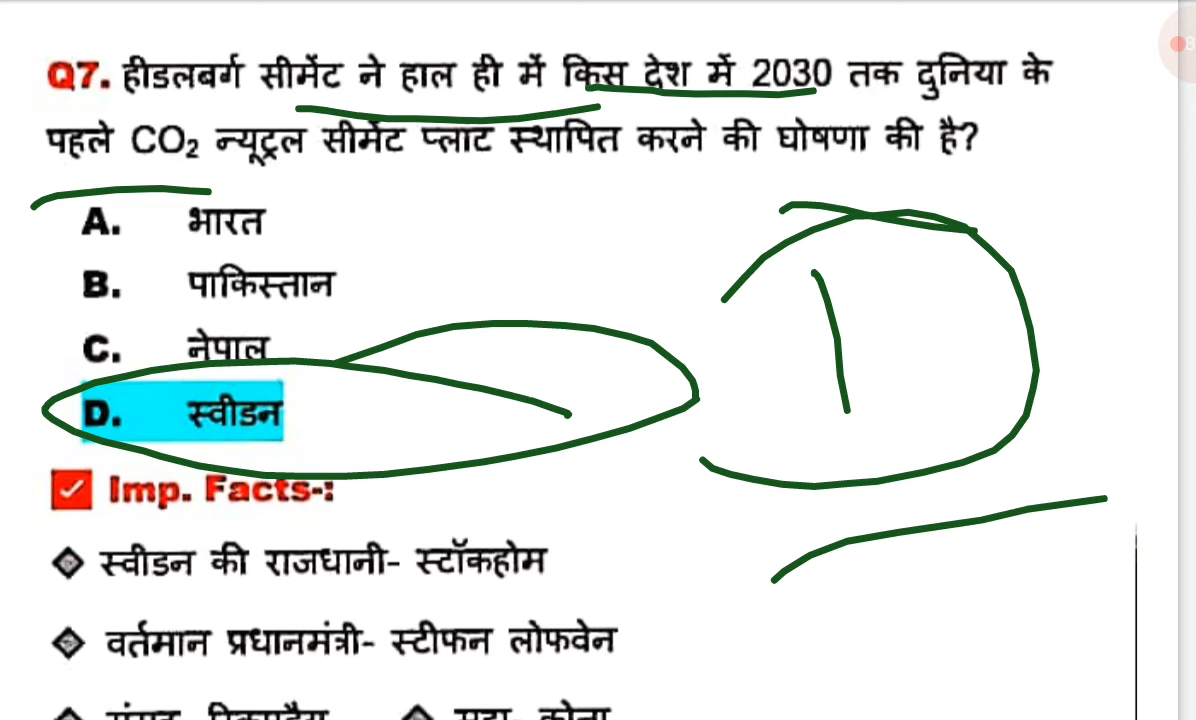 Q7. हीडलबर्ग सीमेंट ने हाल ही में किस देश में 2030 तक दुनिया के
पहले CO₂ न्यूट्रल सीमेंट प्लाट स्थापित करने की घोषणा की है?
A. भारत
B. पाकिस्तान
C. नेपाल
D. स्वीडन
Imp. Facts-:
स्वीडन की राजधानी- स्टॉकहोम
वर्तमान प्रधानमंत्री- स्टीफन लोफवेन